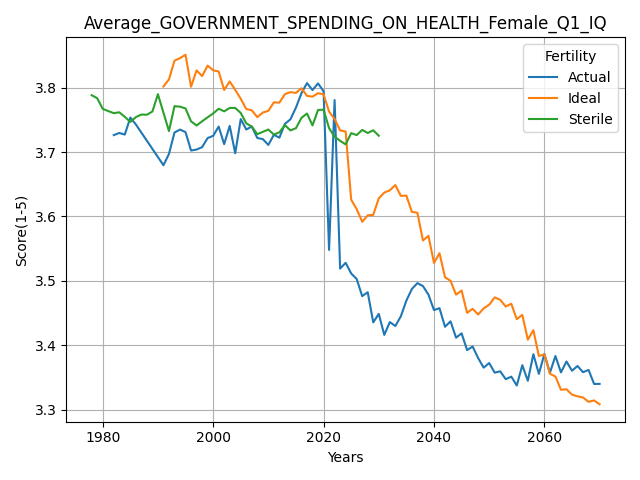 Average_GOVERNMENT_SPENDING_ON_HEALTH_Female_Q1_IQ
Fertility
Actual
Ideal
Sterile
Score(1-5)
3.8
3.7
3.6
3.5
3.4
3.3
1980 2000 2020 2040 2060
Years